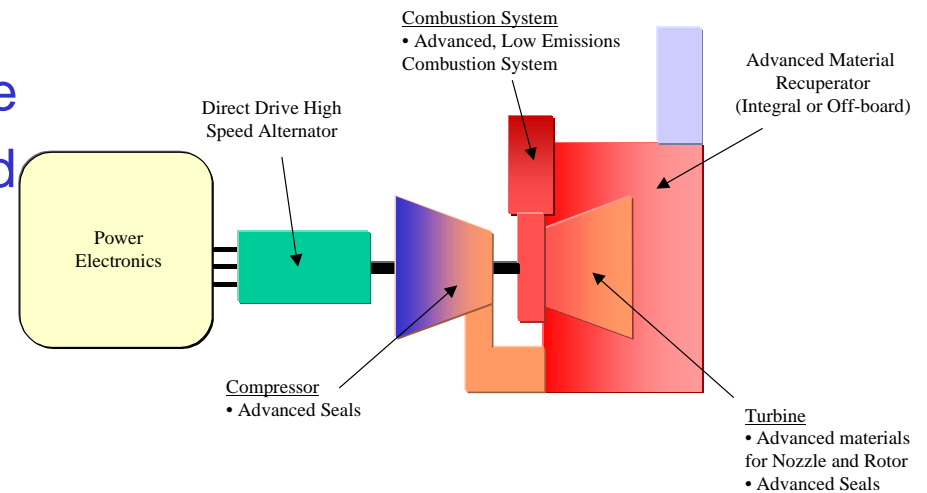 Combustion System
• Advanced, Low Emissions
Combustion System
Advanced Material
Recuperator
(Integral or Off-board)
e
d
Direct Drive High
Speed Alternator
Power
Electronics
Compressor
• Advanced Seals
Turbine
• Advanced materials
for Nozzle and Rotor
• Advanced Seals